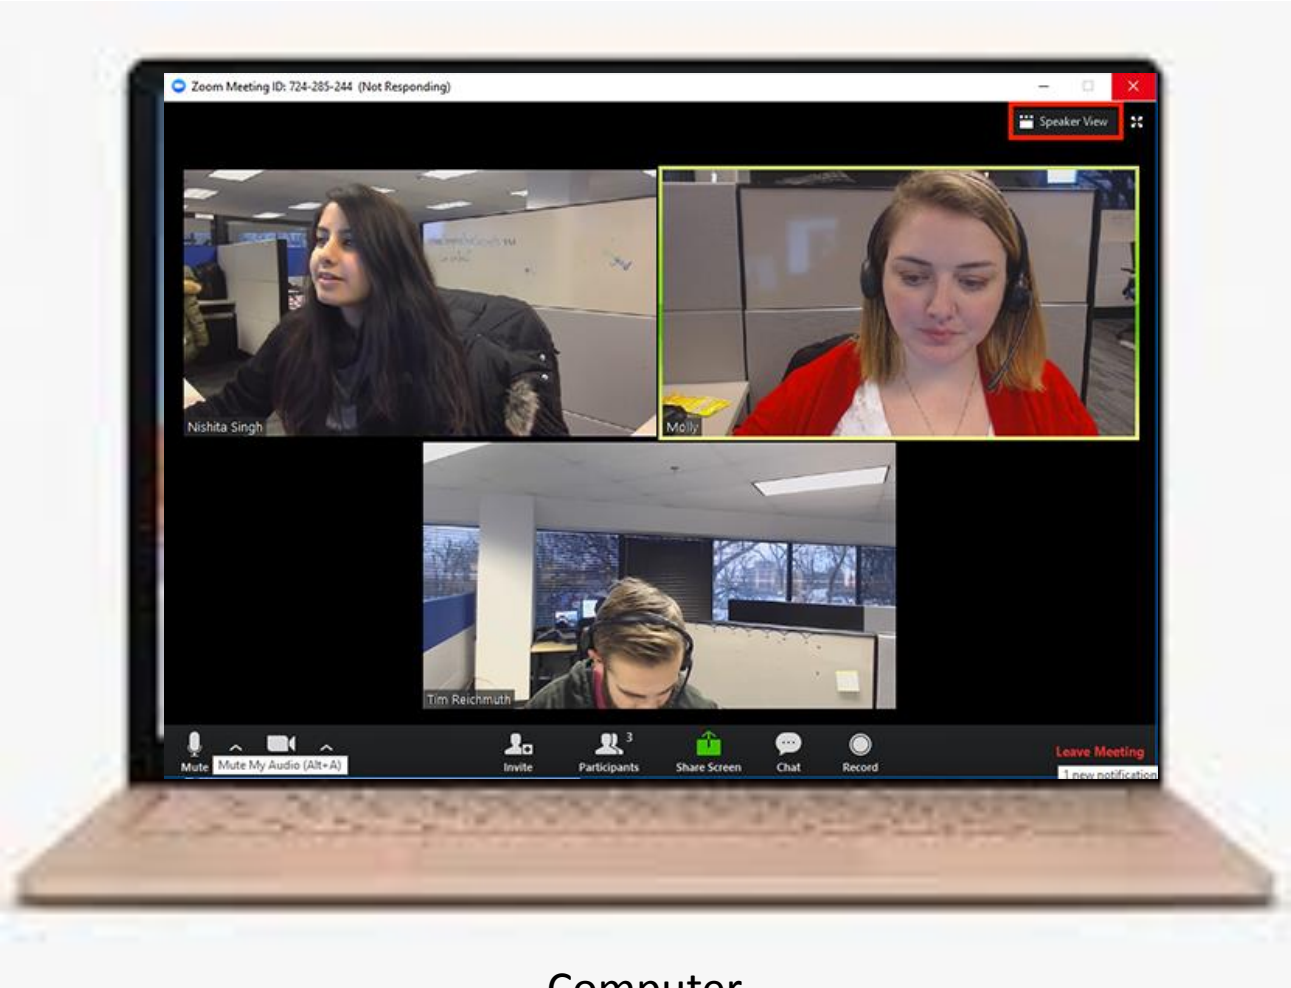 Zoom Meeting ID: 724-285-244 (Not Responding)
Speaker View
Nishita Singh
Molly
Tim Reichmuth
3
Mute
Mute My Audio (Alt+A)
Invite
Participants
Share Screen
Chat
Record
Leave Meeting
1 new notification
Computer